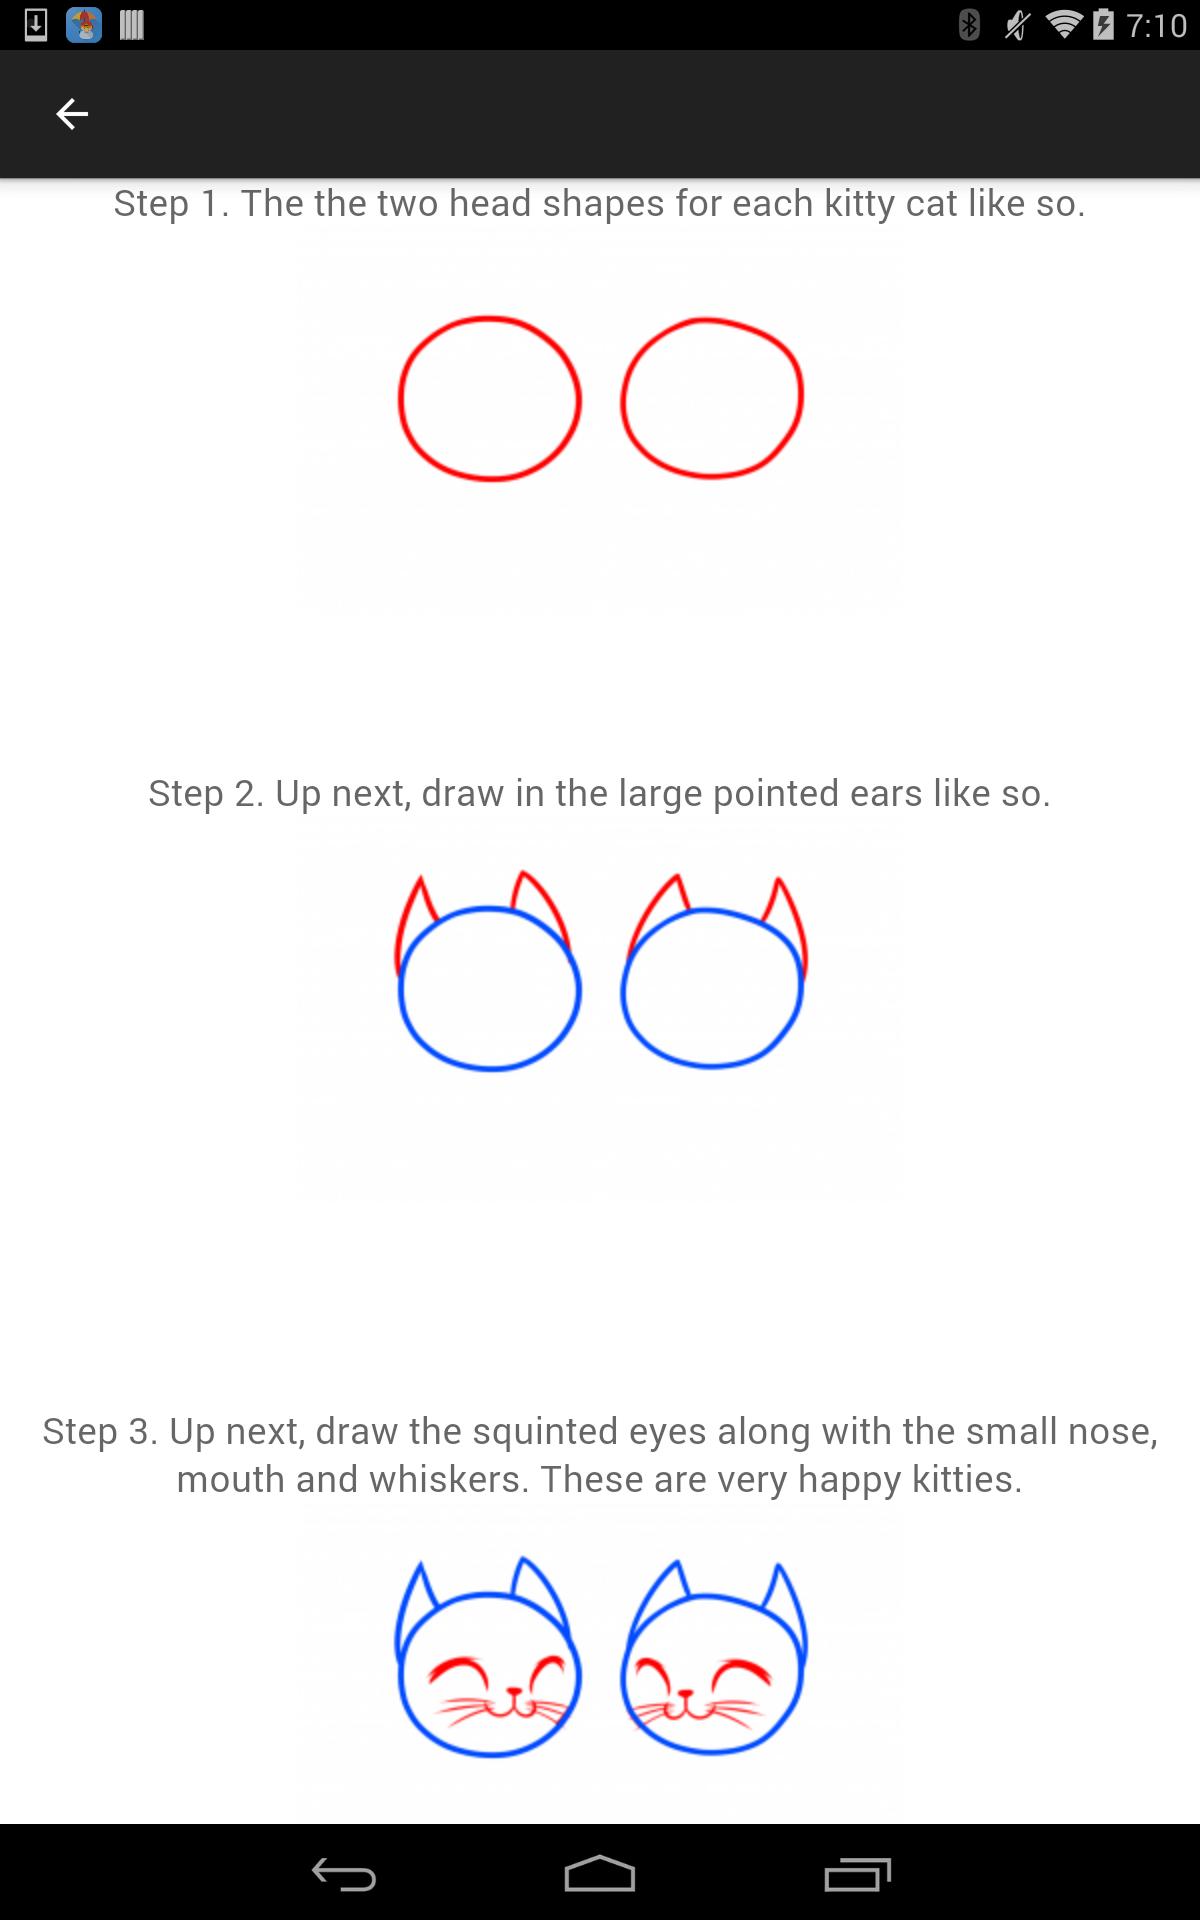 7:10
Step 1. The the two head shapes for each kitty cat like so.
Step 2. Up next, draw in the large pointed ears like so.
Step 3. Up next, draw the squinted eyes along with the small nose,
mouth and whiskers. These are very happy kitties.